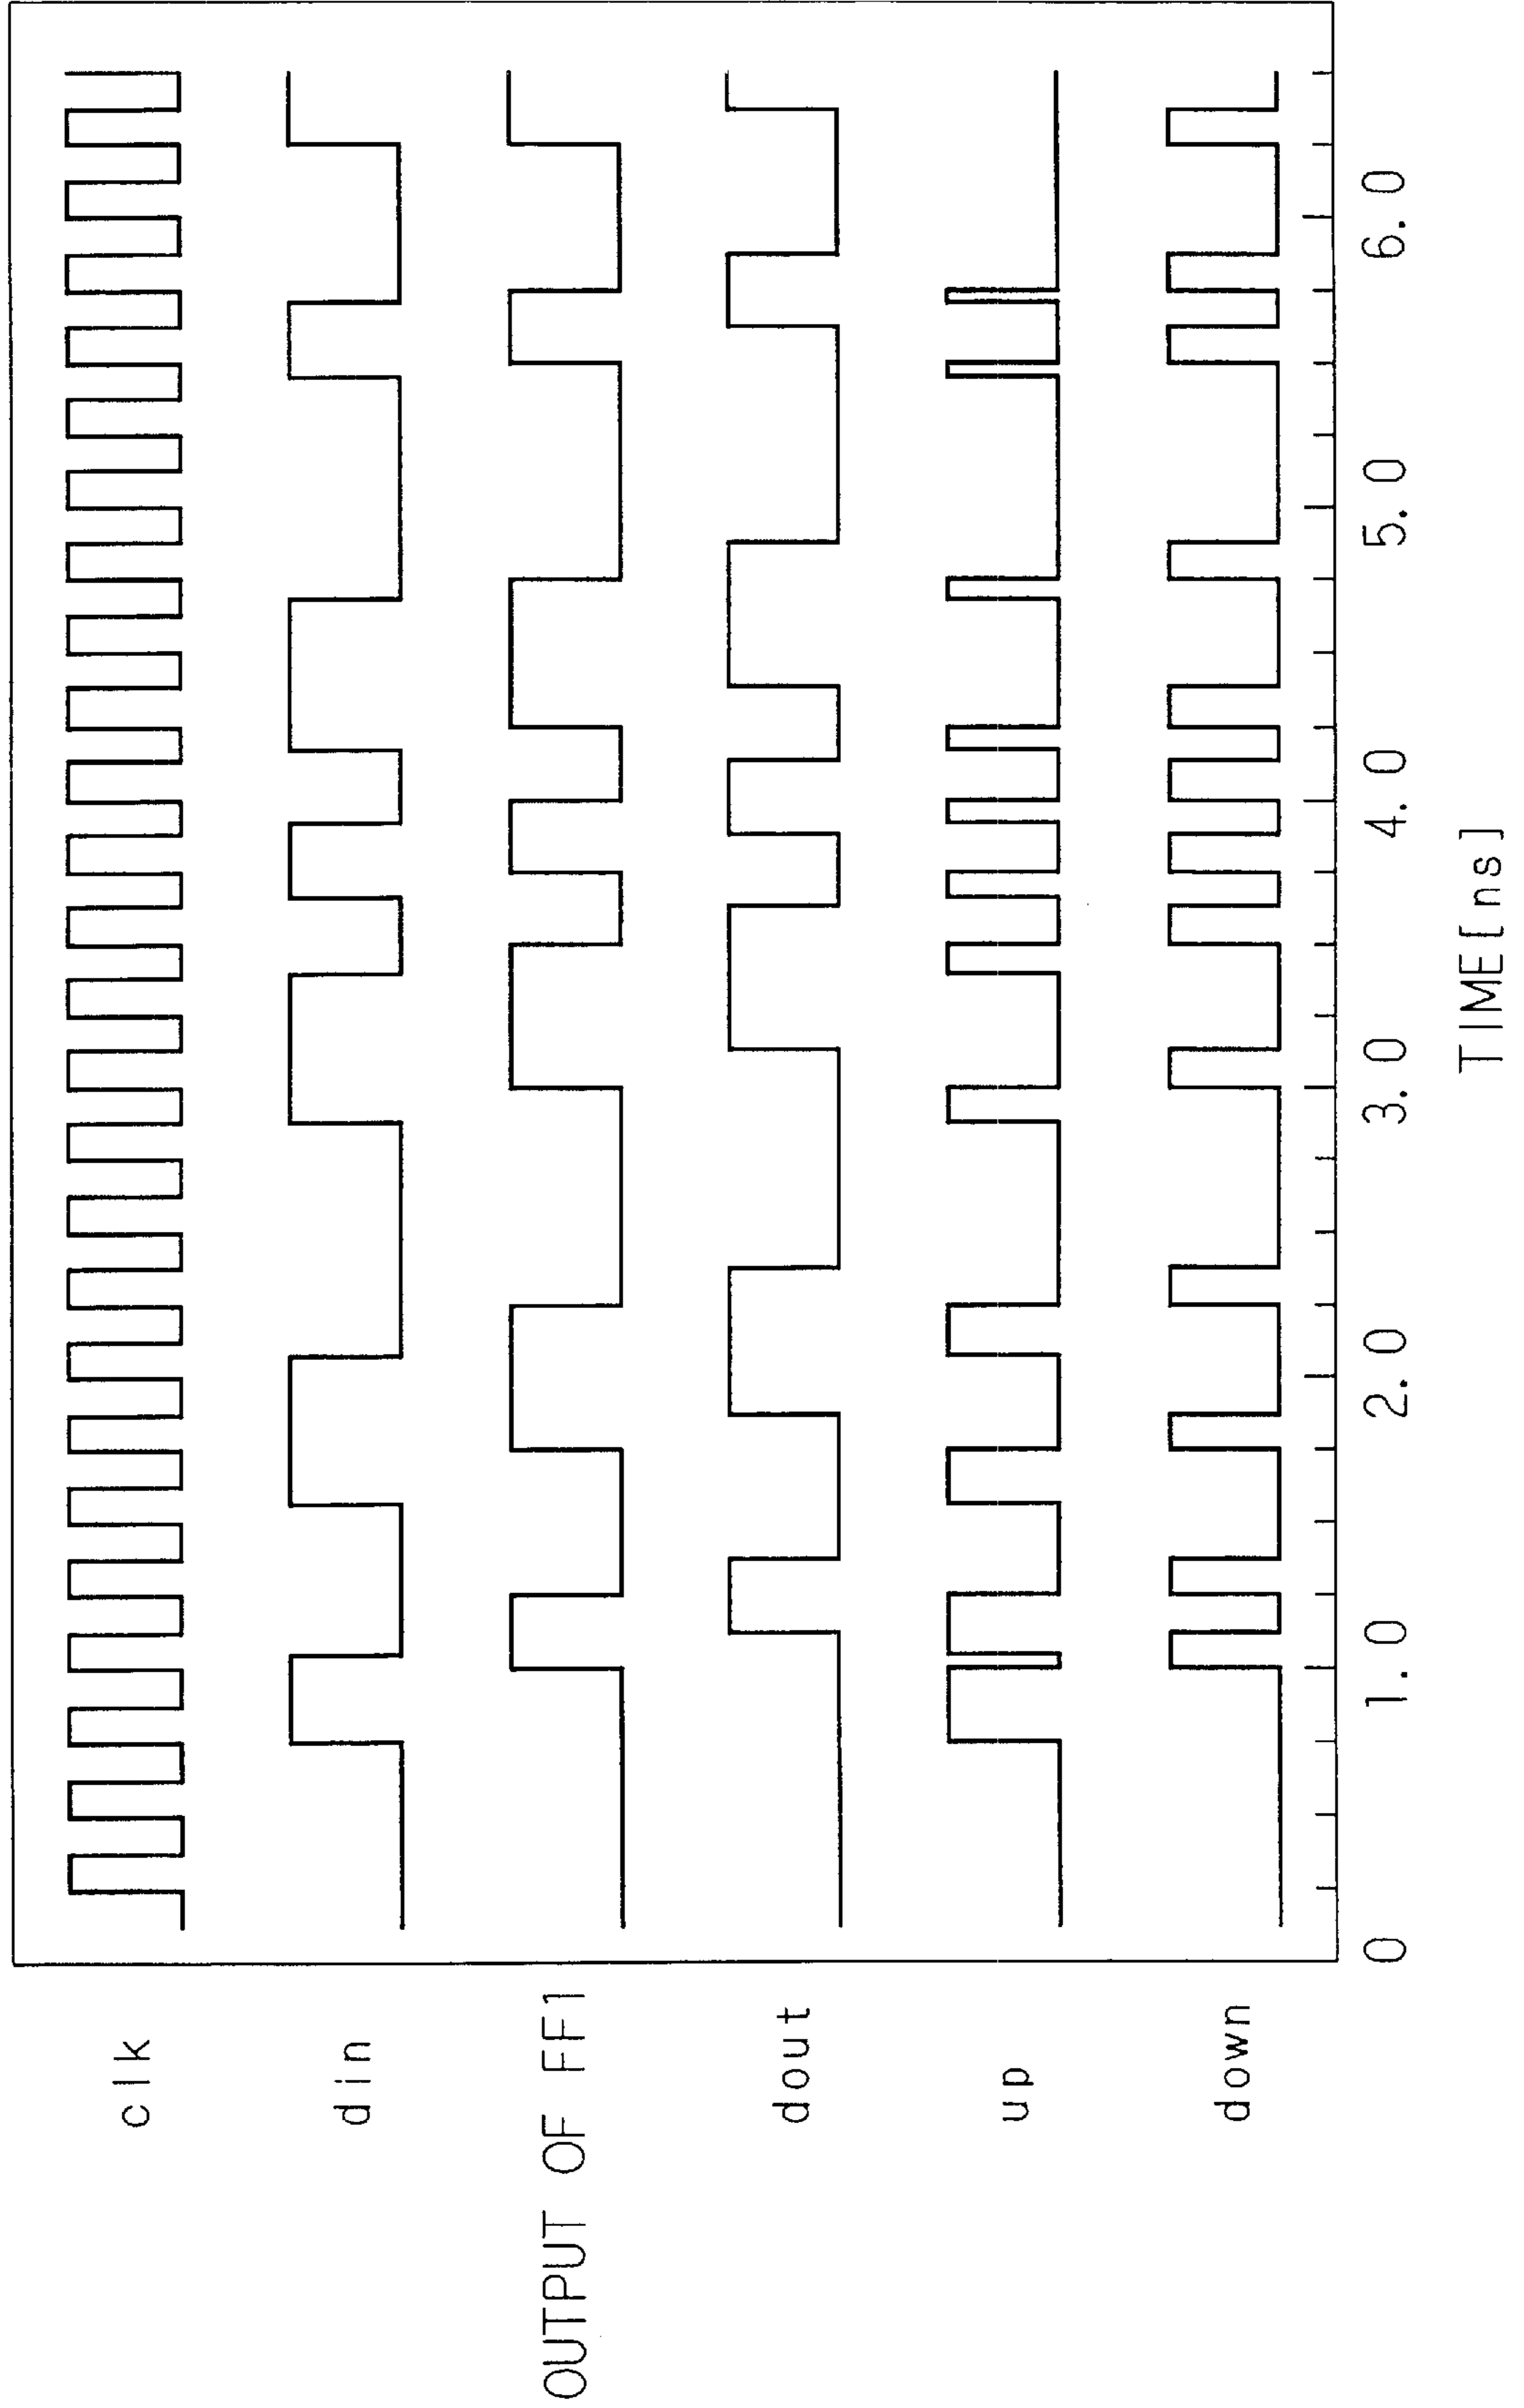 clk
din
OUTPUT OF FF1
dout
up
down
0 1.0 2.0 3.0 4.0 5.0 6.0
TIME[ns]